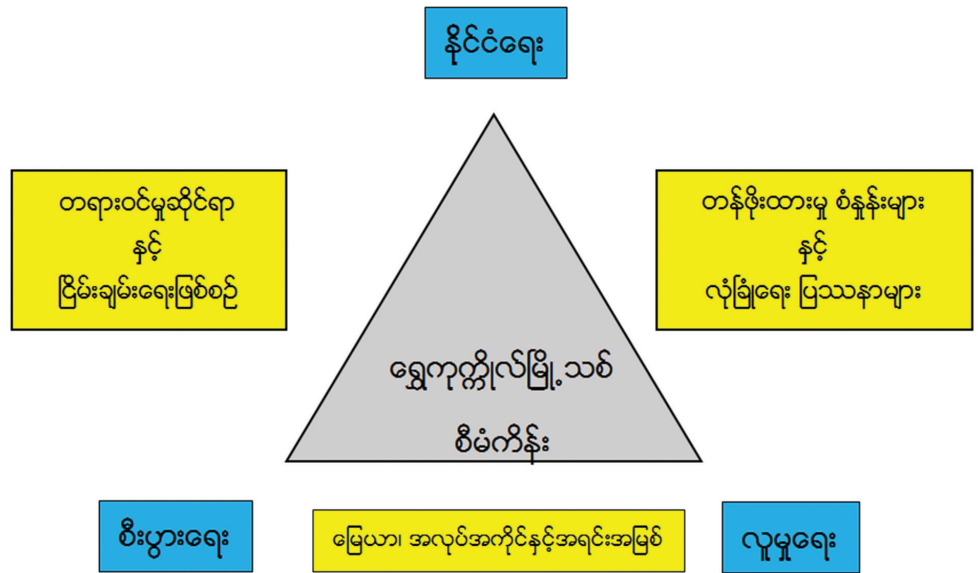 နိုင်ငံရေး
တရားဝင်မှုဆိုင်ရာ
နှင့်
ငြိမ်းချမ်းရေးဖြစ်စဉ်
တန်ဖိုးထားမှု စံနှုန်းများ
နှင့်
လုံခြုံရေး ပြဿနာများ
ရွှေကုက္ကိုလ်မြို့သစ်
စီမံကိန်း
စီးပွားရေး
မြေယာ၊ အလုပ်အကိုင်နှင့်အရင်းအမြစ်
လူမှုရေး